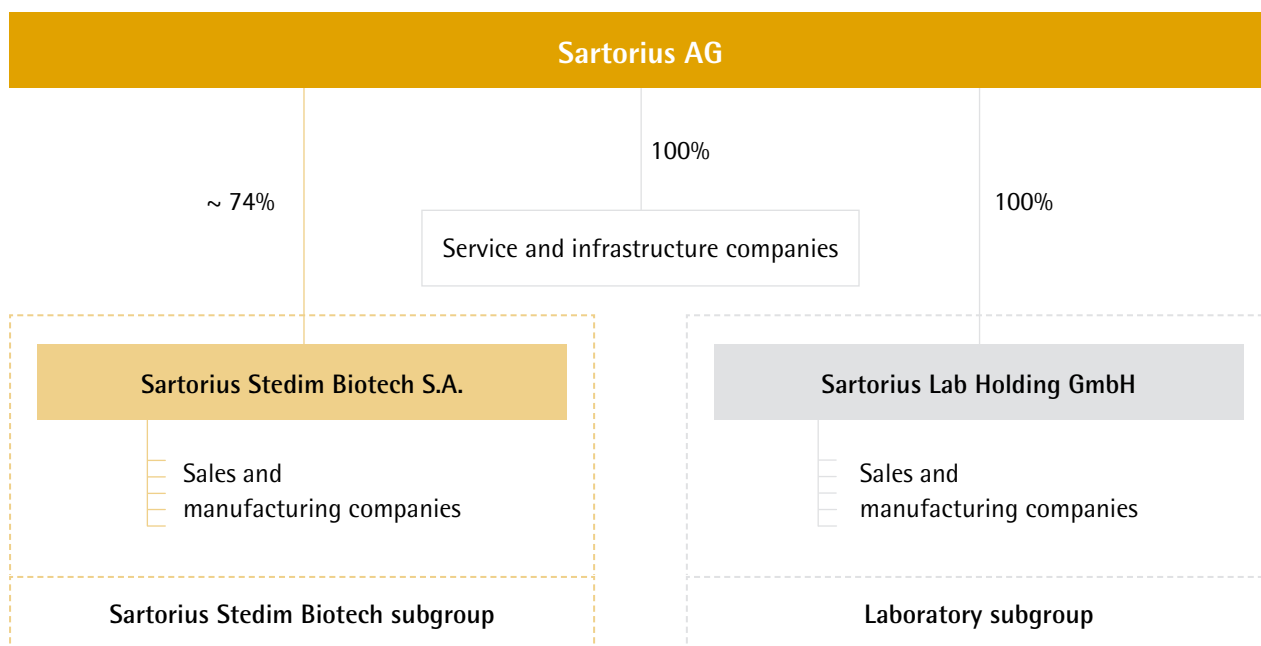 Sartorius AG
100%
~ 74%
100%
Service and infrastructure companies
Sartorius Stedim Biotech S.A.
Sales and
manufacturing companies
Sartorius Stedim Biotech subgroup
Sartorius Lab Holding GmbH
Sales and
manufacturing companies
Laboratory subgroup